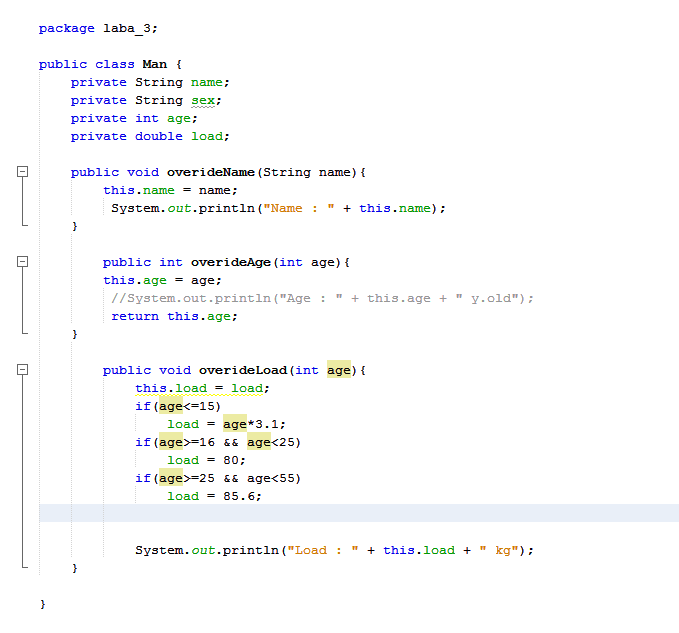 package laba_3;
public class Man {
private String name;
private String sex;
private int age;
private double load;
public void overideName(String name){
this.name = name;
System.out.println("Name : " + this.name);
}
public int overideAge(int age){
this.age = age;
//System.out.println("Age : " + this.age + " y.old");
return this.age;
}
public void overideLoad(int age){
this.load = load;
if(age<=15)
load = age*3.1;
if(age>=16 && age<25)
load = 80;
if(age>=25 && age<55)
load = 85.6;
System.out.println("Load : " + this.load + " kg");
}
}